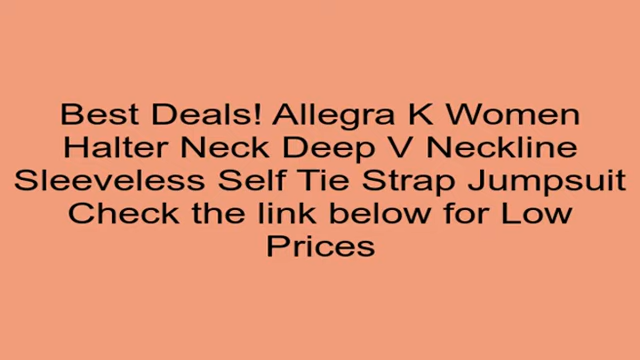 Best Deals! Allegra K Women
Halter Neck Deep V Neckline
Sleeveless Self Tie Strap Jumpsuit
Check the link below for Low
Prices